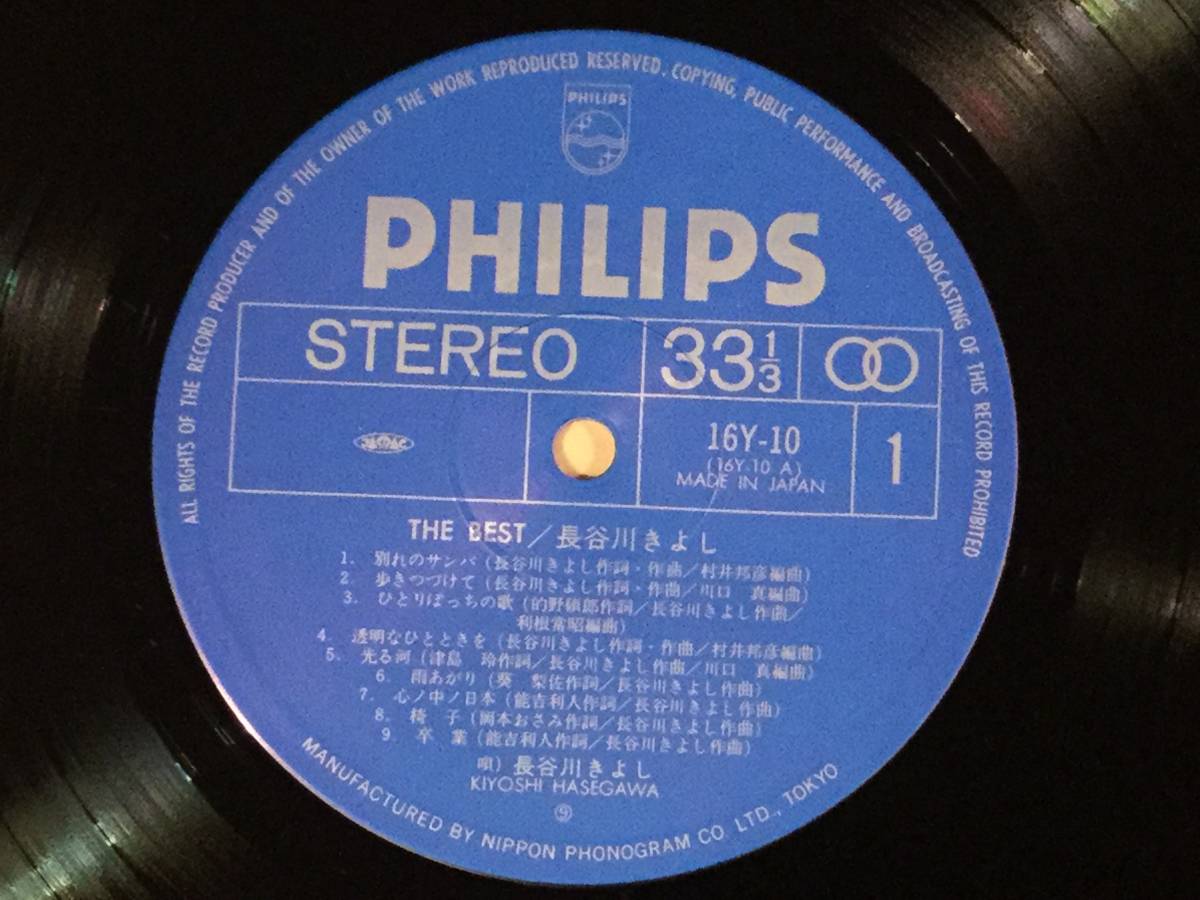 ALL RIGHTS OF THE RECORD PRODUCER AND OF THE OWNER OF THE WORK REPRODUCED RESERVED. COPYING, PUBLIC PERFORMANCE AND BROADCASTING OF THIS RECORD PROHIBITED
PHILIPS
PHILIPS
STEREO 33 1/3
JASRAC
16Y-10 1
(16Y-10 A)
MADE IN JAPAN
THE BEST／長谷川きよし
1. 別れのサンバ（長谷川きよし作詞・作曲／村井邦彦編曲）
2. 歩きつづけて（長谷川きよし作詞・作曲／川口 真編曲）
3. ひとりぼっちの歌（的野碩郎作詞／長谷川きよし作曲／
利根常昭編曲）
4. 透明なひとときを（長谷川きよし作詞・作曲／村井邦彦編曲）
5. 光る河（津島 玲作詞／長谷川きよし作曲／川口 真編曲）
6. 雨あがり（葵 梨佐作詞／長谷川きよし作曲）
7. 心ノ中ノ日本（能吉利人作詞／長谷川きよし作曲）
8. 椅 子（岡本おさみ作詞／長谷川きよし作曲）
9. 卒 業（能吉利人作詞／長谷川きよし作曲）
唄）長谷川きよし
KIYOSHI HASEGAWA
⑨
MANUFACTURED BY NIPPON PHONOGRAM CO. LTD., TOKYO